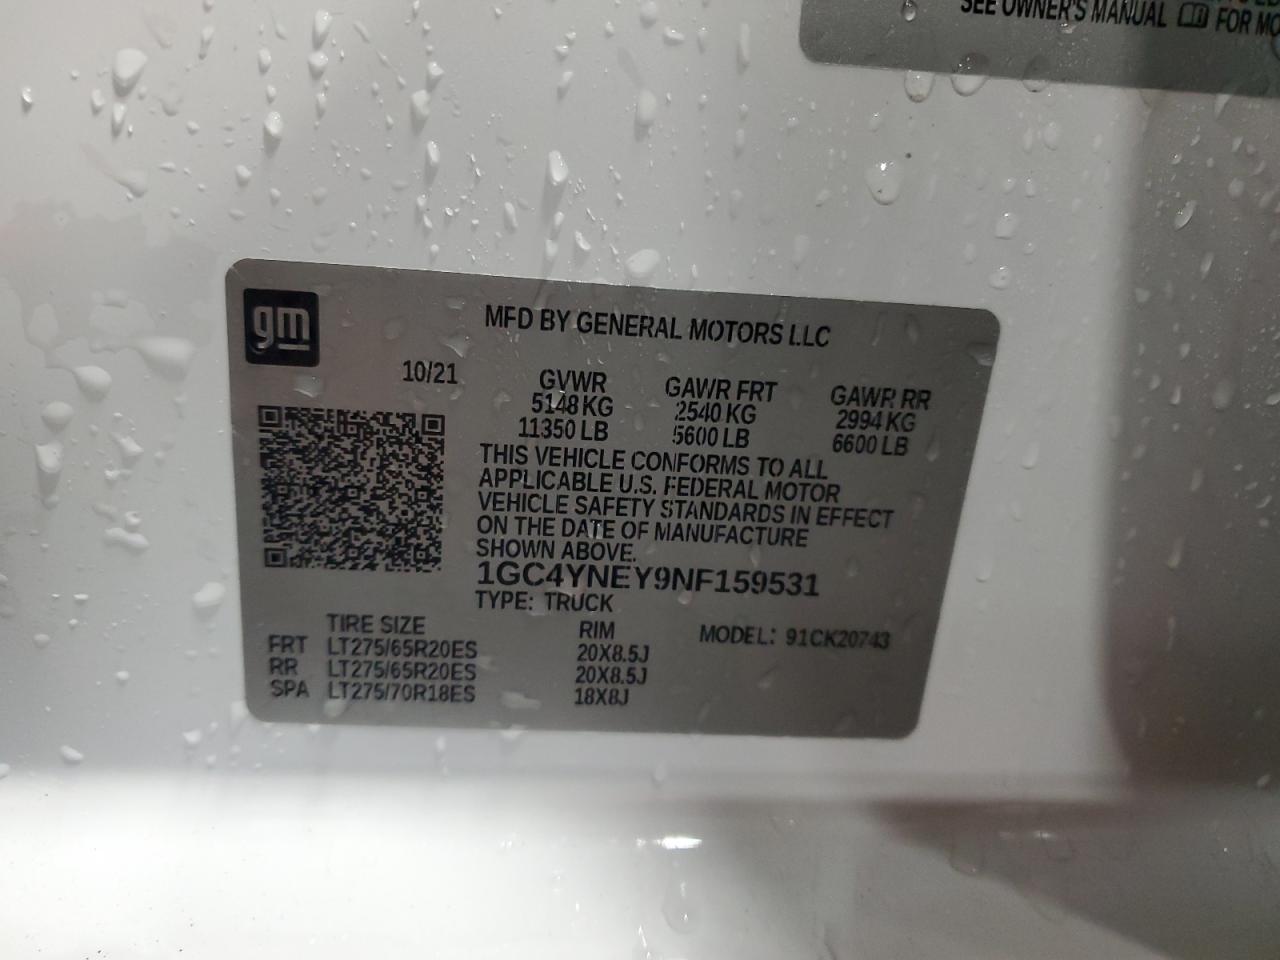 SEE OWNER'S MANUAL FOR
gm
MFD BY GENERAL MOTORS LLC
10/21
GVWR GAWR FRT GAWR RR
5148 KG 2540 KG 2994 KG
11350 LB 5600 LB 6600 LB
THIS VEHICLE CONFORMS TO ALL
APPLICABLE U.S. FEDERAL MOTOR
VEHICLE SAFETY STANDARDS IN EFFECT
ON THE DATE OF MANUFACTURE
SHOWN ABOVE.
1GC4YNEY9NF159531
TYPE: TRUCK
TIRE SIZE RIM MODEL: 91CK20743
FRT LT275/65R20ES 20X8.5J
RR LT275/65R20ES 20X8.5J
SPA LT275/70R18ES 18X8J